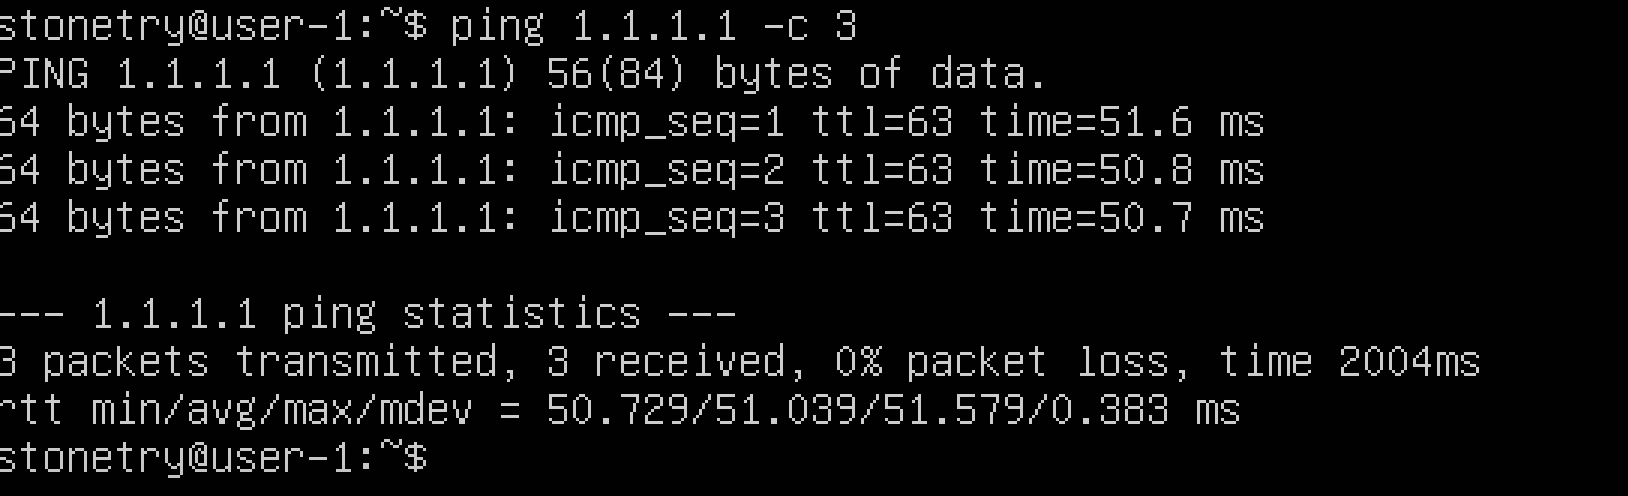 stonetry@user-1:~$ ping 1.1.1.1 -c 3
PING 1.1.1.1 (1.1.1.1) 56(84) bytes of data.
64 bytes from 1.1.1.1: icmp_seq=1 ttl=63 time=51.6 ms
64 bytes from 1.1.1.1: icmp_seq=2 ttl=63 time=50.8 ms
64 bytes from 1.1.1.1: icmp_seq=3 ttl=63 time=50.7 ms
--- 1.1.1.1 ping statistics ---
3 packets transmitted, 3 received, 0% packet loss, time 2004ms
rtt min/avg/max/mdev = 50.729/51.039/51.579/0.383 ms
stonetry@user-1:~$